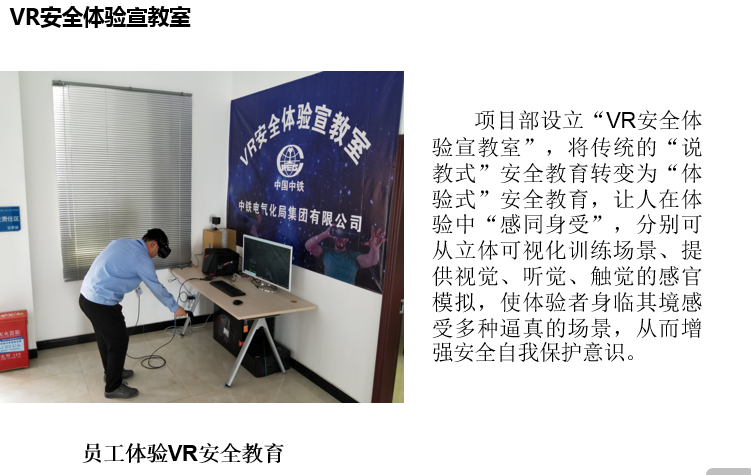 VR安全体验宣教室
VR安全体验宣教室
中国中铁
中铁电气化局集团有限公司
项目部设立“VR安全体
验宣教室”，将传统的“说
教式”安全教育转变为“体
验式”安全教育，让人在体
验中“感同身受”，分别可
从立体可视化训练场景、提
供视觉、听觉、触觉的感官
模拟，使体验者身临其境感
受多种逼真的场景，从而增
强安全自我保护意识。
员工体验VR安全教育